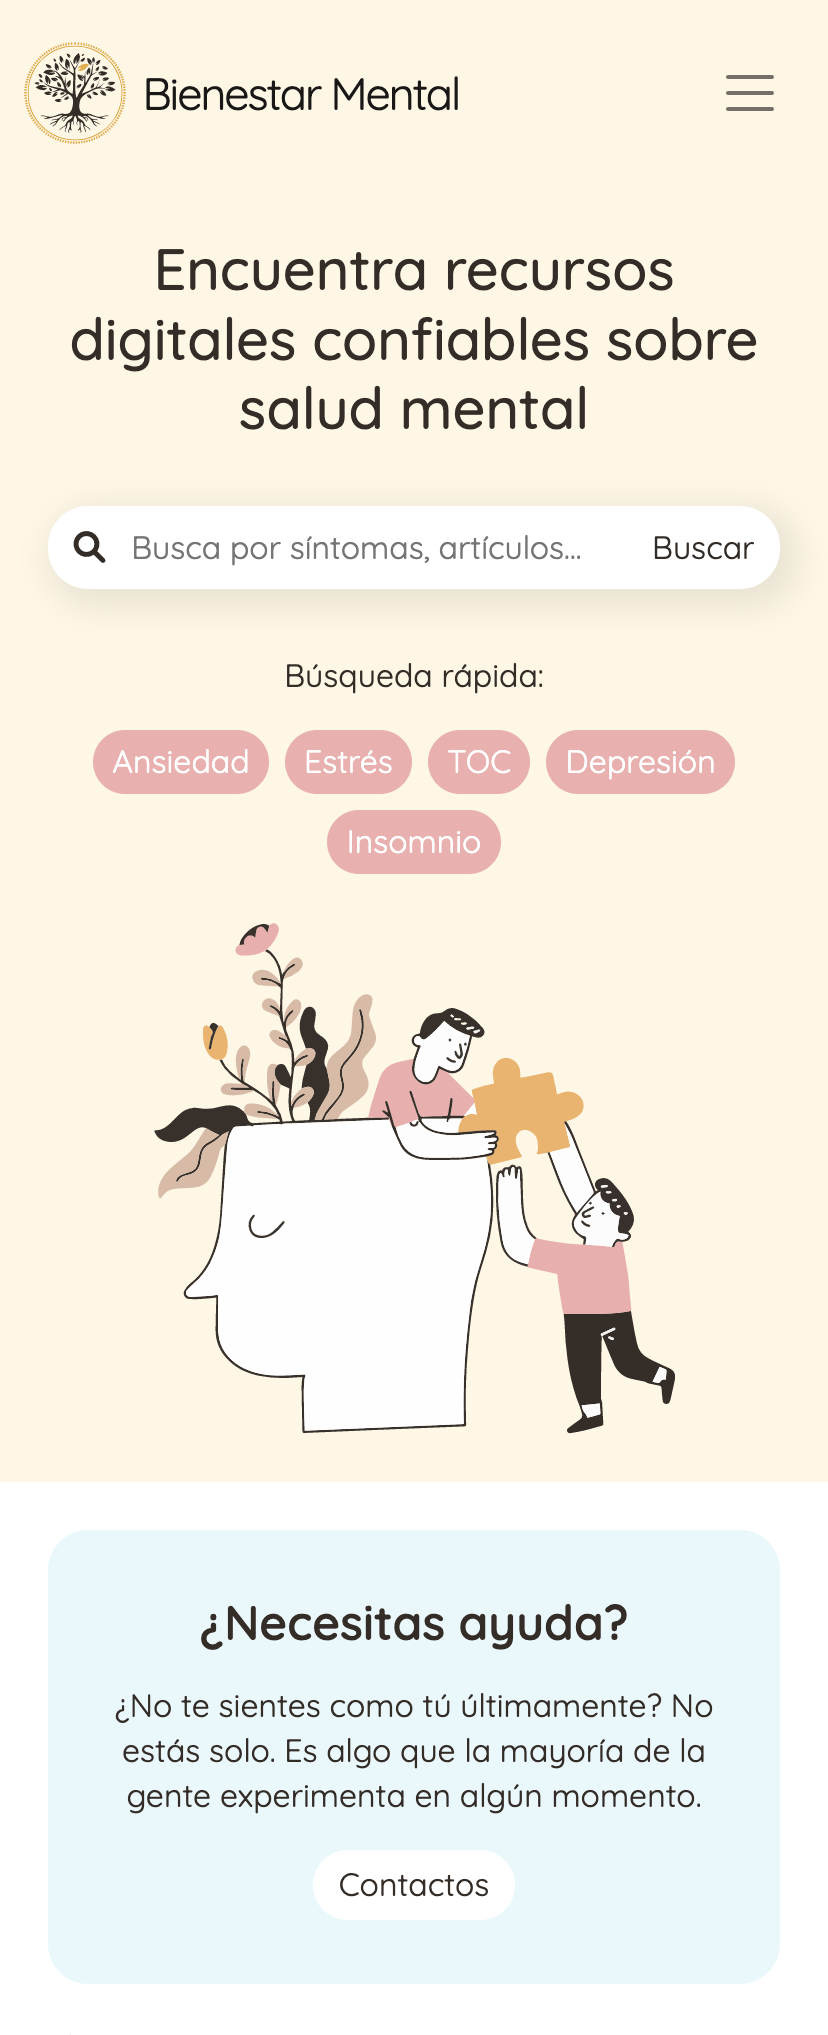 Bienestar Mental
Encuentra recursos
digitales confiables sobre
salud mental
Busca por síntomas, artículos...
Buscar
Búsqueda rápida:
Ansiedad
Estrés
TOC
Depresión
Insomnio
¿Necesitas ayuda?
¿No te sientes como tú últimamente? No
estás solo. Es algo que la mayoría de la
gente experimenta en algún momento.
Contactos